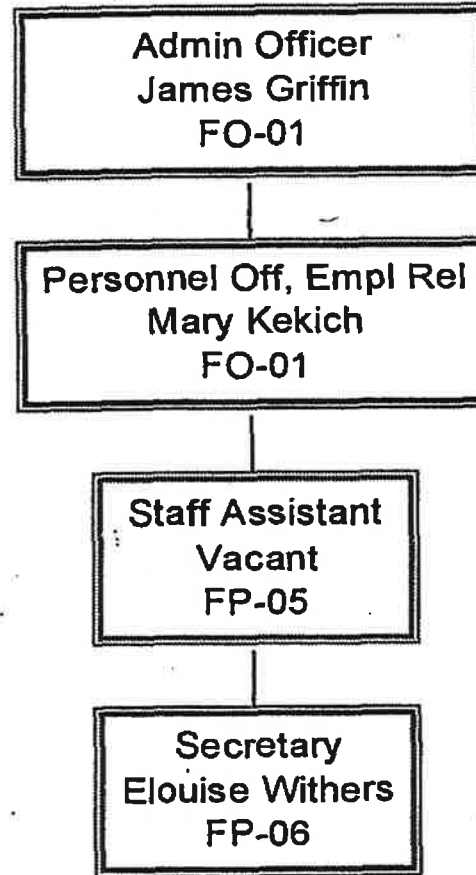 Admin Officer
James Griffin
FO-01
Personnel Off, Empl Rel
Mary Kekich
FO-01
Staff Assistant
Vacant
FP-05
Secretary
Elouise Withers
FP-06